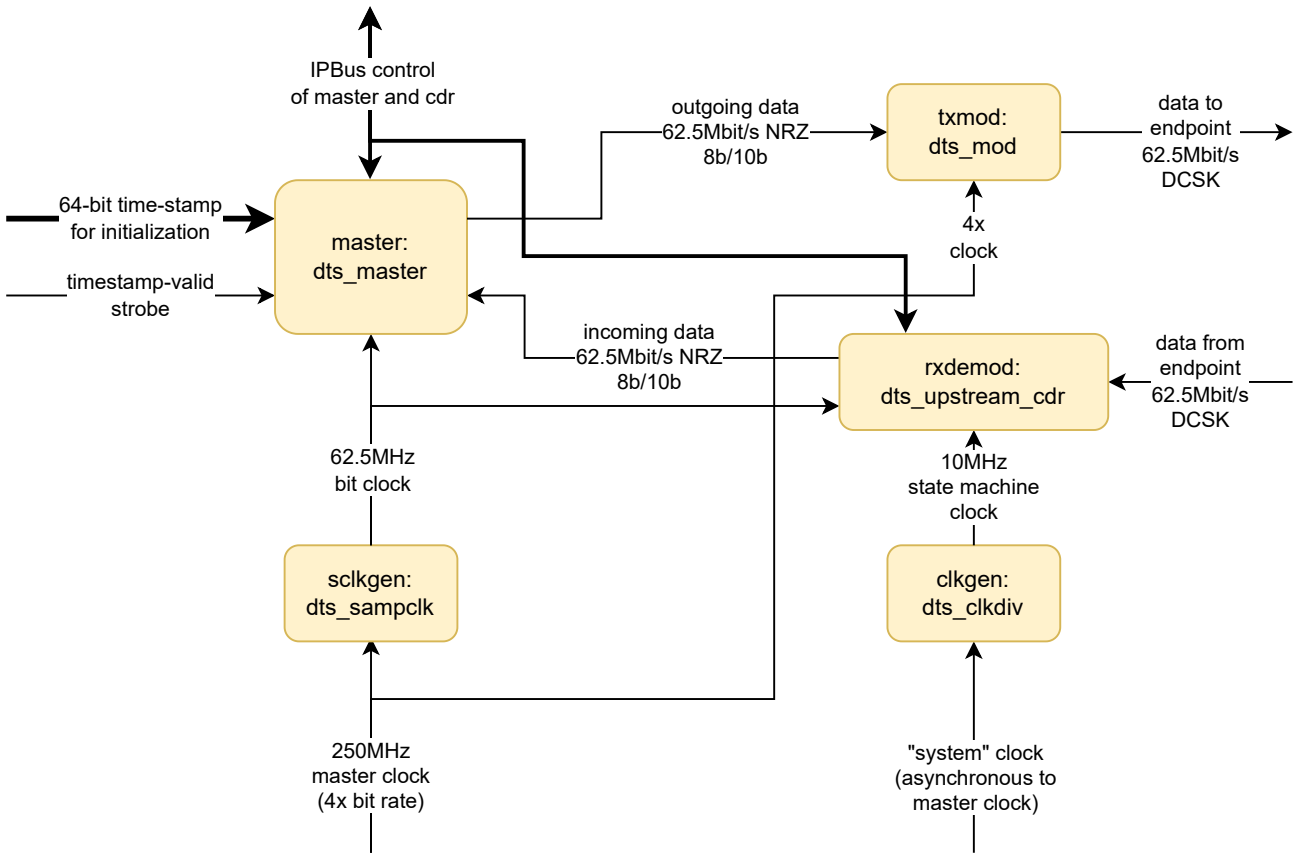 IPBus control
of master and cdr
outgoing data
62.5Mbit/s NRZ
8b/10b
txmod:
dts_mod
data to
endpoint
62.5Mbit/s
DCSK
64-bit time-stamp
for initialization
master:
dts_master
4x
clock
timestamp-valid
strobe
incoming data
62.5Mbit/s NRZ
8b/10b
rxdemod:
dts_upstream_cdr
data from
endpoint
62.5Mbit/s
DCSK
62.5MHz
bit clock
10MHz
state machine
clock
sclkgen:
dts_sampclk
clkgen:
dts_clkdiv
250MHz
master clock
(4x bit rate)
"system" clock
(asynchronous to
master clock)